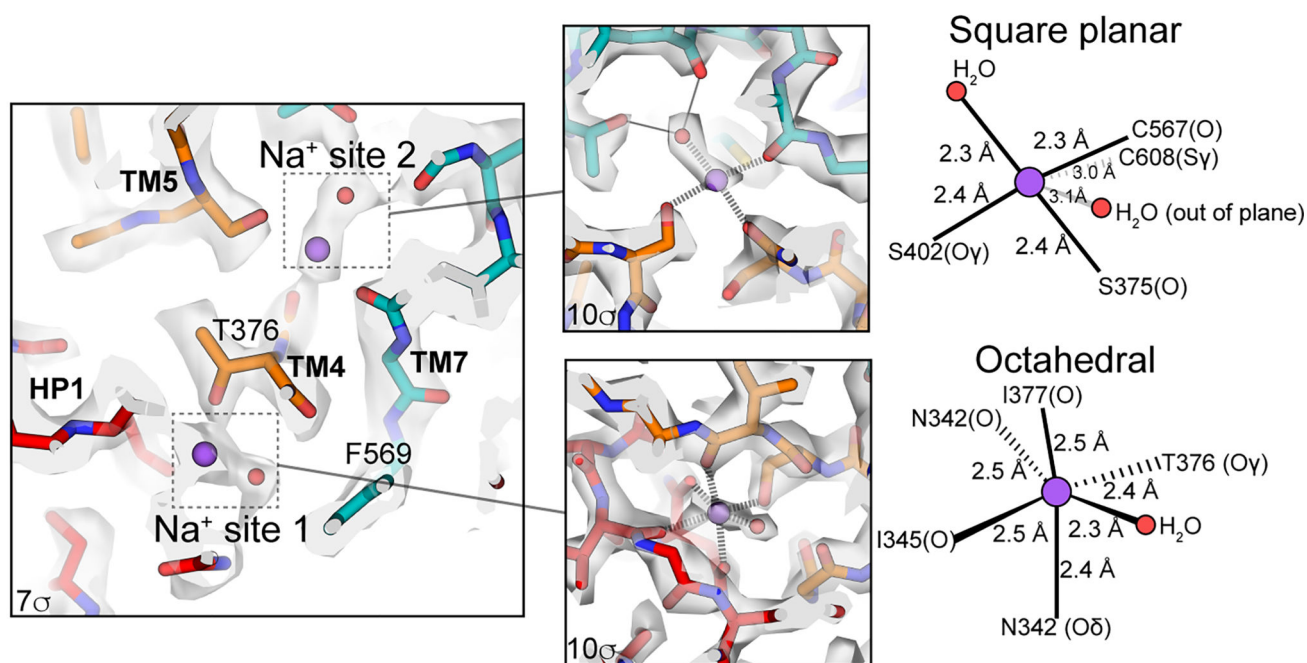 Na⁺ site 2
TM5
T376
TM4
TM7
HP1
F569
Na⁺ site 1
7σ
10σ
10σ
Square planar
H₂O
C567(O)
2.3 Å
2.3 Å
C608(Sγ)
3.0 Å
2.4 Å
3.1Å
H₂O (out of plane)
S402(Oγ)
2.4 Å
S375(O)
Octahedral
I377(O)
N342(O)
2.5 Å
T376 (Oγ)
2.5 Å
2.4 Å
I345(O)
2.5 Å
2.3 Å
H₂O
2.4 Å
N342 (Oδ)